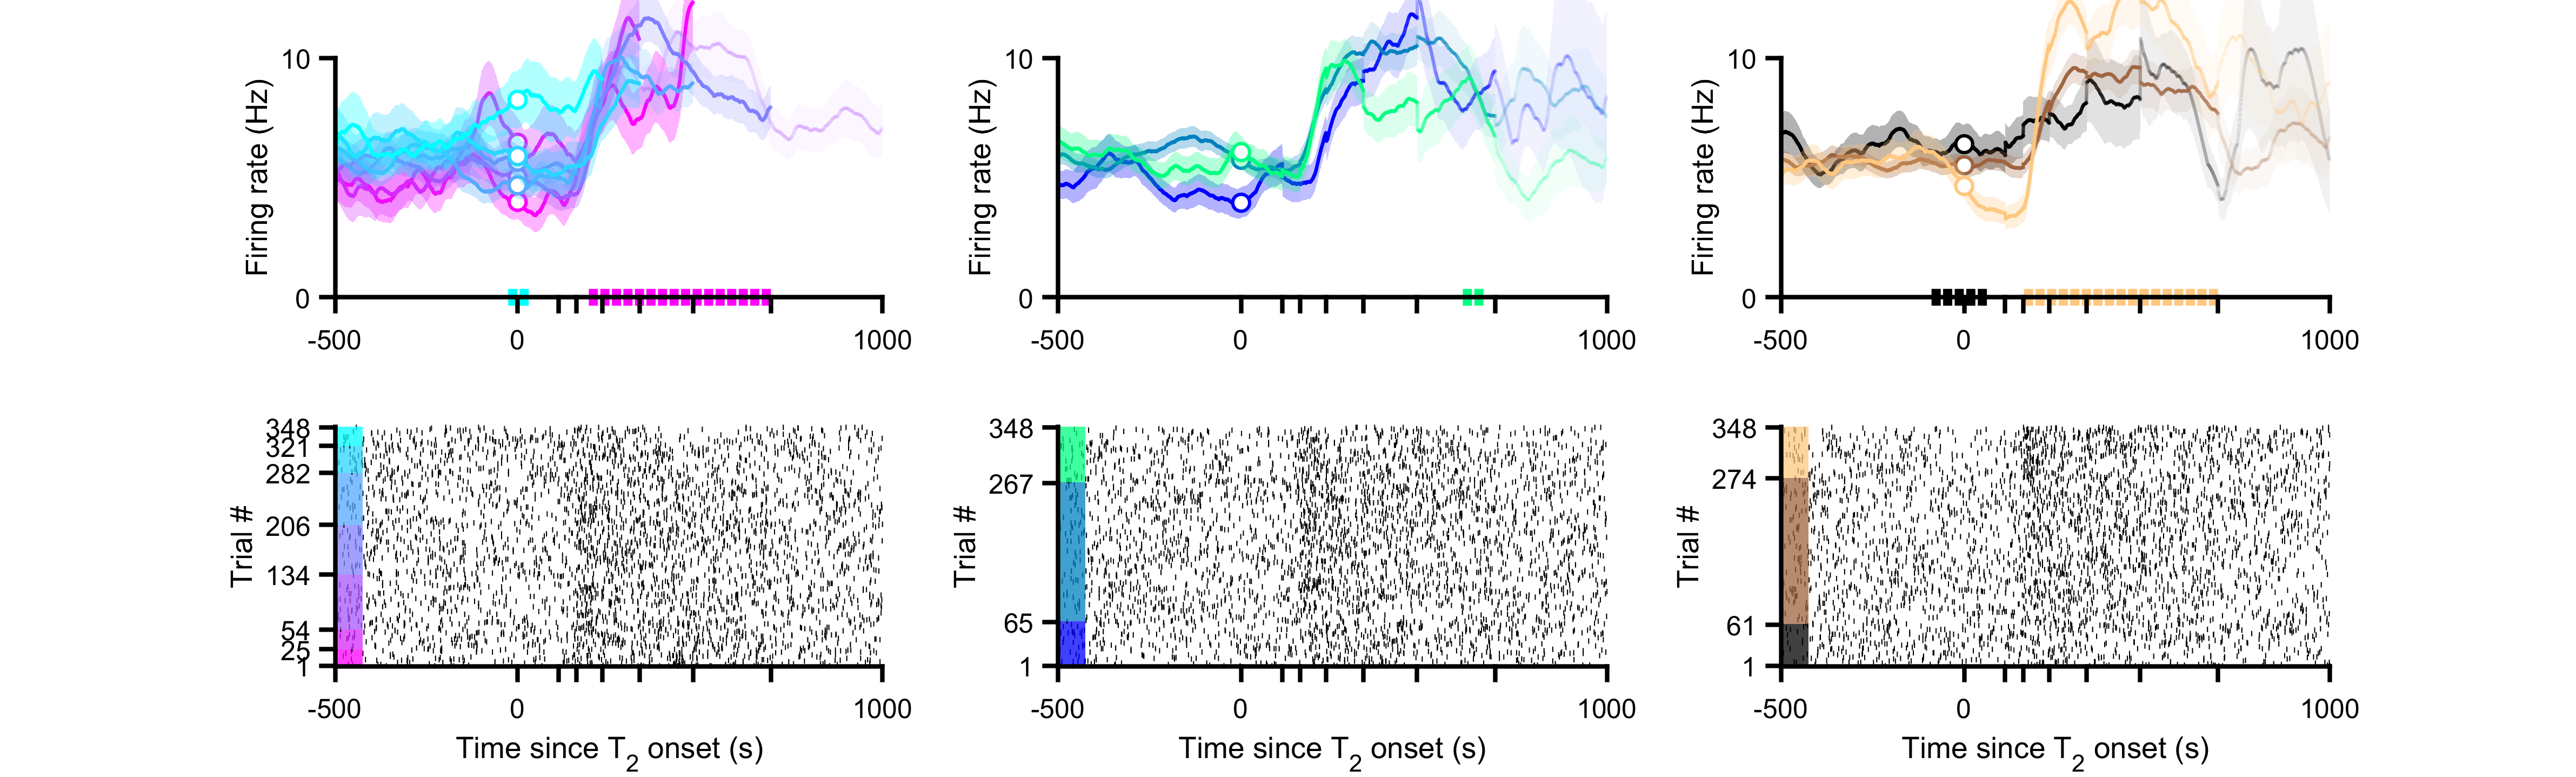 10
Firing rate (Hz)
0
-500 0 1000
10
Firing rate (Hz)
0
-500 0 1000
10
Firing rate (Hz)
0
-500 0 1000
348
321
282
206
134
54
25
1
Trial #
-500 0 1000
Time since T2 onset (s)
348
267
65
1
Trial #
-500 0 1000
Time since T2 onset (s)
348
274
61
1
Trial #
-500 0 1000
Time since T2 onset (s)